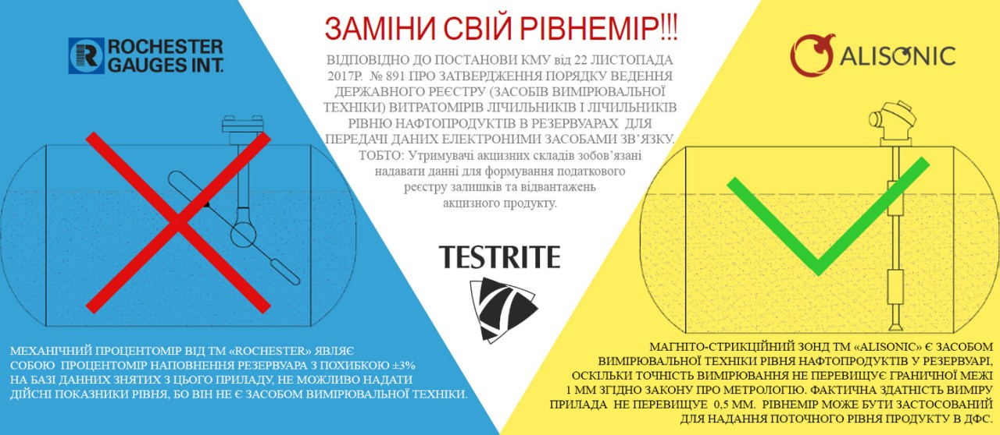 ROCHESTER
GAUGES INT.
ЗАМІНИ СВІЙ РІВНЕМІР!!!
ВІДПОВІДНО ДО ПОСТАНОВИ КМУ від 22 ЛИСТОПАДА
2017Р. № 891 ПРО ЗАТВЕРДЖЕННЯ ПОРЯДКУ ВЕДЕННЯ
ДЕРЖАВНОГО РЕЄСТРУ (ЗАСОБІВ ВИМІРЮВАЛЬНОЇ
ТЕХНІКИ) ВИТРАТОМІРІВ ЛІЧИЛЬНИКІВ І ЛІЧИЛЬНИКІВ
РІВНЮ НАФТОПРОДУКТІВ В РЕЗЕРВУАРАХ ДЛЯ
ПЕРЕДАЧІ ДАНИХ ЕЛЕКТРОНИМИ ЗАСОБАМИ ЗВ’ЯЗКУ.
ТОБТО: Утримувачі акцизних складів зобов’язані
надавати данні для формування податкового
реєстру залишків та відвантажень
акцизного продукту.
ALISONIC
TESTRITE
МЕХАНІЧНИЙ ПРОЦЕНТОМІР ВІД ТМ «ROCHESTER» ЯВЛЯЄ
СОБОЮ ПРОЦЕНТОМІР НАПОВНЕННЯ РЕЗЕРВУАРА З ПОХИБКОЮ ±3%
НА БАЗІ ДАННИХ ЗНЯТИХ З ЦЬОГО ПРИЛАДУ, НЕ МОЖЛИВО НАДАТИ
ДІЙСНІ ПОКАЗНИКИ РІВНЯ, БО ВІН НЕ Є ЗАСОБОМ ВИМІРЮВАЛЬНОЇ ТЕХНІКИ.
МАГНІТО-СТРИКЦІЙНИЙ ЗОНД ТМ «ALISONIC» Є ЗАСОБОМ
ВИМІРЮВАЛЬНОЇ ТЕХНІКИ РІВНЯ НАФТОПРОДУКТІВ У РЕЗЕРВУАРІ,
ОСКІЛЬКИ ТОЧНІСТЬ ВИМІРЮВАННЯ НЕ ПЕРЕВИЩУЄ ГРАНИЧНОЇ МЕЖІ
1 ММ ЗГІДНО ЗАКОНУ ПРО МЕТРОЛОГІЮ. ФАКТИЧНА ЗДАТНІСТЬ ВИМІРУ
ПРИЛАДА НЕ ПЕРЕВИЩУЄ 0,5 ММ. РІВНЕМІР МОЖЕ БУТИ ЗАСТОСОВАНИЙ
ДЛЯ НАДАННЯ ПОТОЧНОГО РІВНЯ ПРОДУКТУ В ДФС.